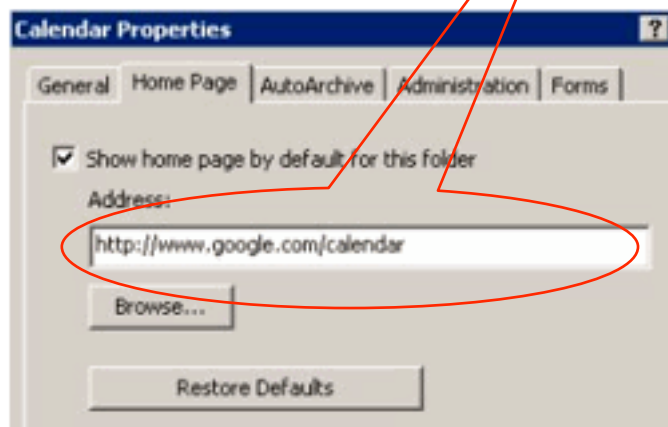 Calendar Properties ?
General Home Page AutoArchive Administration Forms
Show home page by default for this folder
Address:
http://www.google.com/calendar
Browse...
Restore Defaults